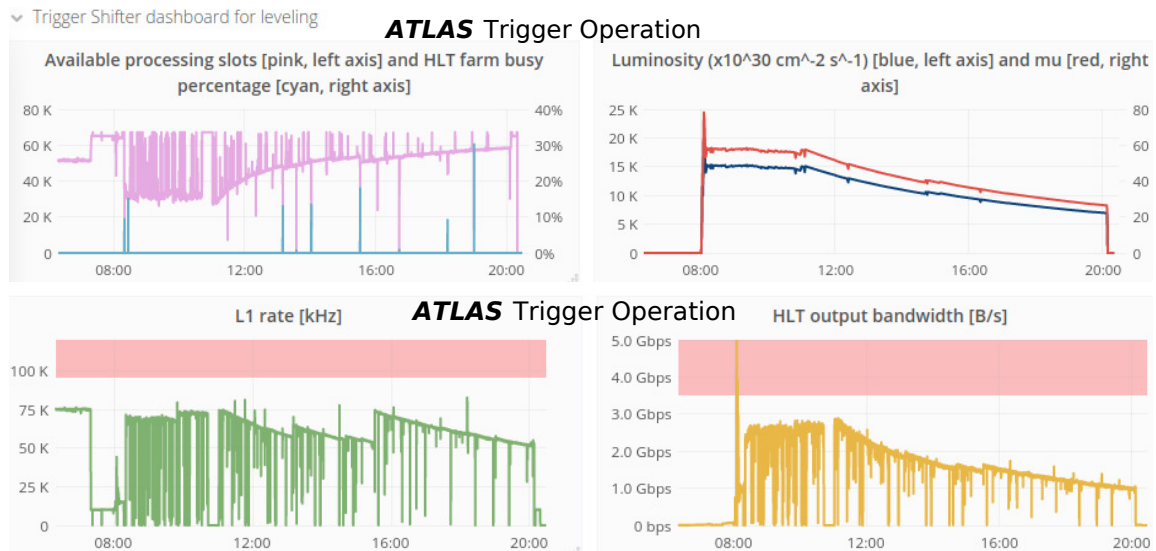 Trigger Shifter dashboard for leveling
ATLAS Trigger Operation
Available processing slots [pink, left axis] and HLT farm busy
percentage [cyan, right axis]
80 K
60 K
40 K
20 K
0
40%
30%
20%
10%
0%
08:00 12:00 16:00 20:00
Luminosity (x10^30 cm^-2 s^-1) [blue, left axis] and mu [red, right
axis]
25 K
20 K
15 K
10 K
5 K
0
80
60
40
20
0
08:00 12:00 16:00 20:00
ATLAS Trigger Operation
L1 rate [kHz]
100 K
75 K
50 K
25 K
0
08:00 12:00 16:00 20:00
HLT output bandwidth [B/s]
5.0 Gbps
4.0 Gbps
3.0 Gbps
2.0 Gbps
1.0 Gbps
0 bps
08:00 12:00 16:00 20:00